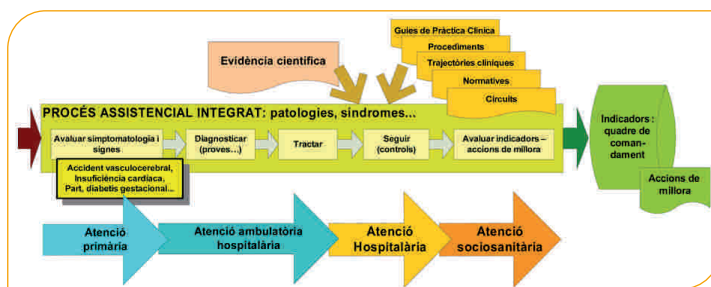 Evidència científica
Guies de Pràctica Clínica
Procediments
Trajectòries clíniques
Normatives
Circuits
PROCÉS ASSISTENCIAL INTEGRAT: patologies, síndromes...
Avaluar simptomatologia i
signes
Diagnosticar
(proves...)
Tractar
Seguir
(controls)
Avaluar indicadors –
accions de millora
Accident vasculocerebral,
Insuficiència cardíaca,
Part, diabetis gestacional...
Indicadors :
quadre de
coman-
dament
Accions de
millora
Atenció
primària
Atenció ambulatòria
hospitalària
Atenció
Hospitalària
Atenció
sociosanitària